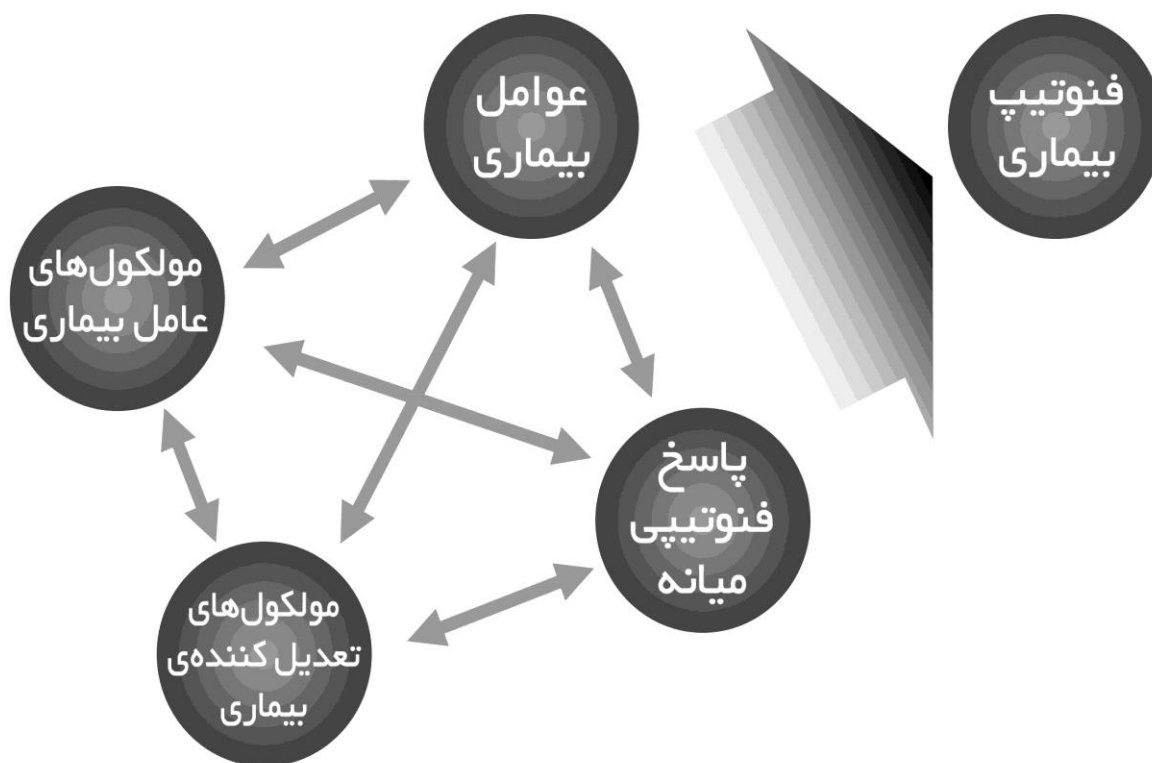 عوامل
بیماری
فنوتیپ
بیماری
مولکول‌های
عامل بیماری
پاسخ
فنوتیپی
میانه
مولکول‌های
تعدیل کننده‌ی
بیماری